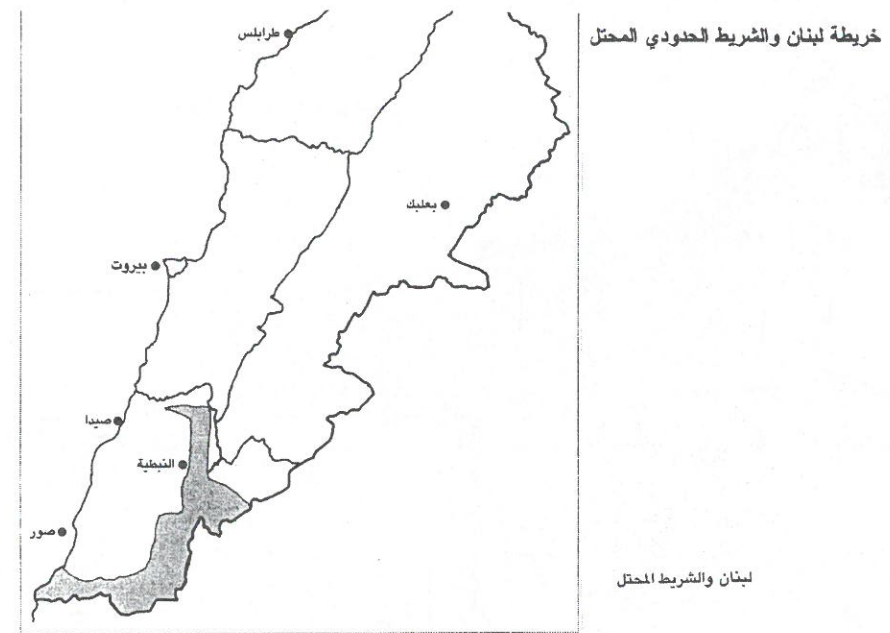 خريطة لبنان والشريط الحدودي المحتل
طرابلس
بعلبك
بيروت
صيدا
النبطية
صور
لبنان والشريط المحتل